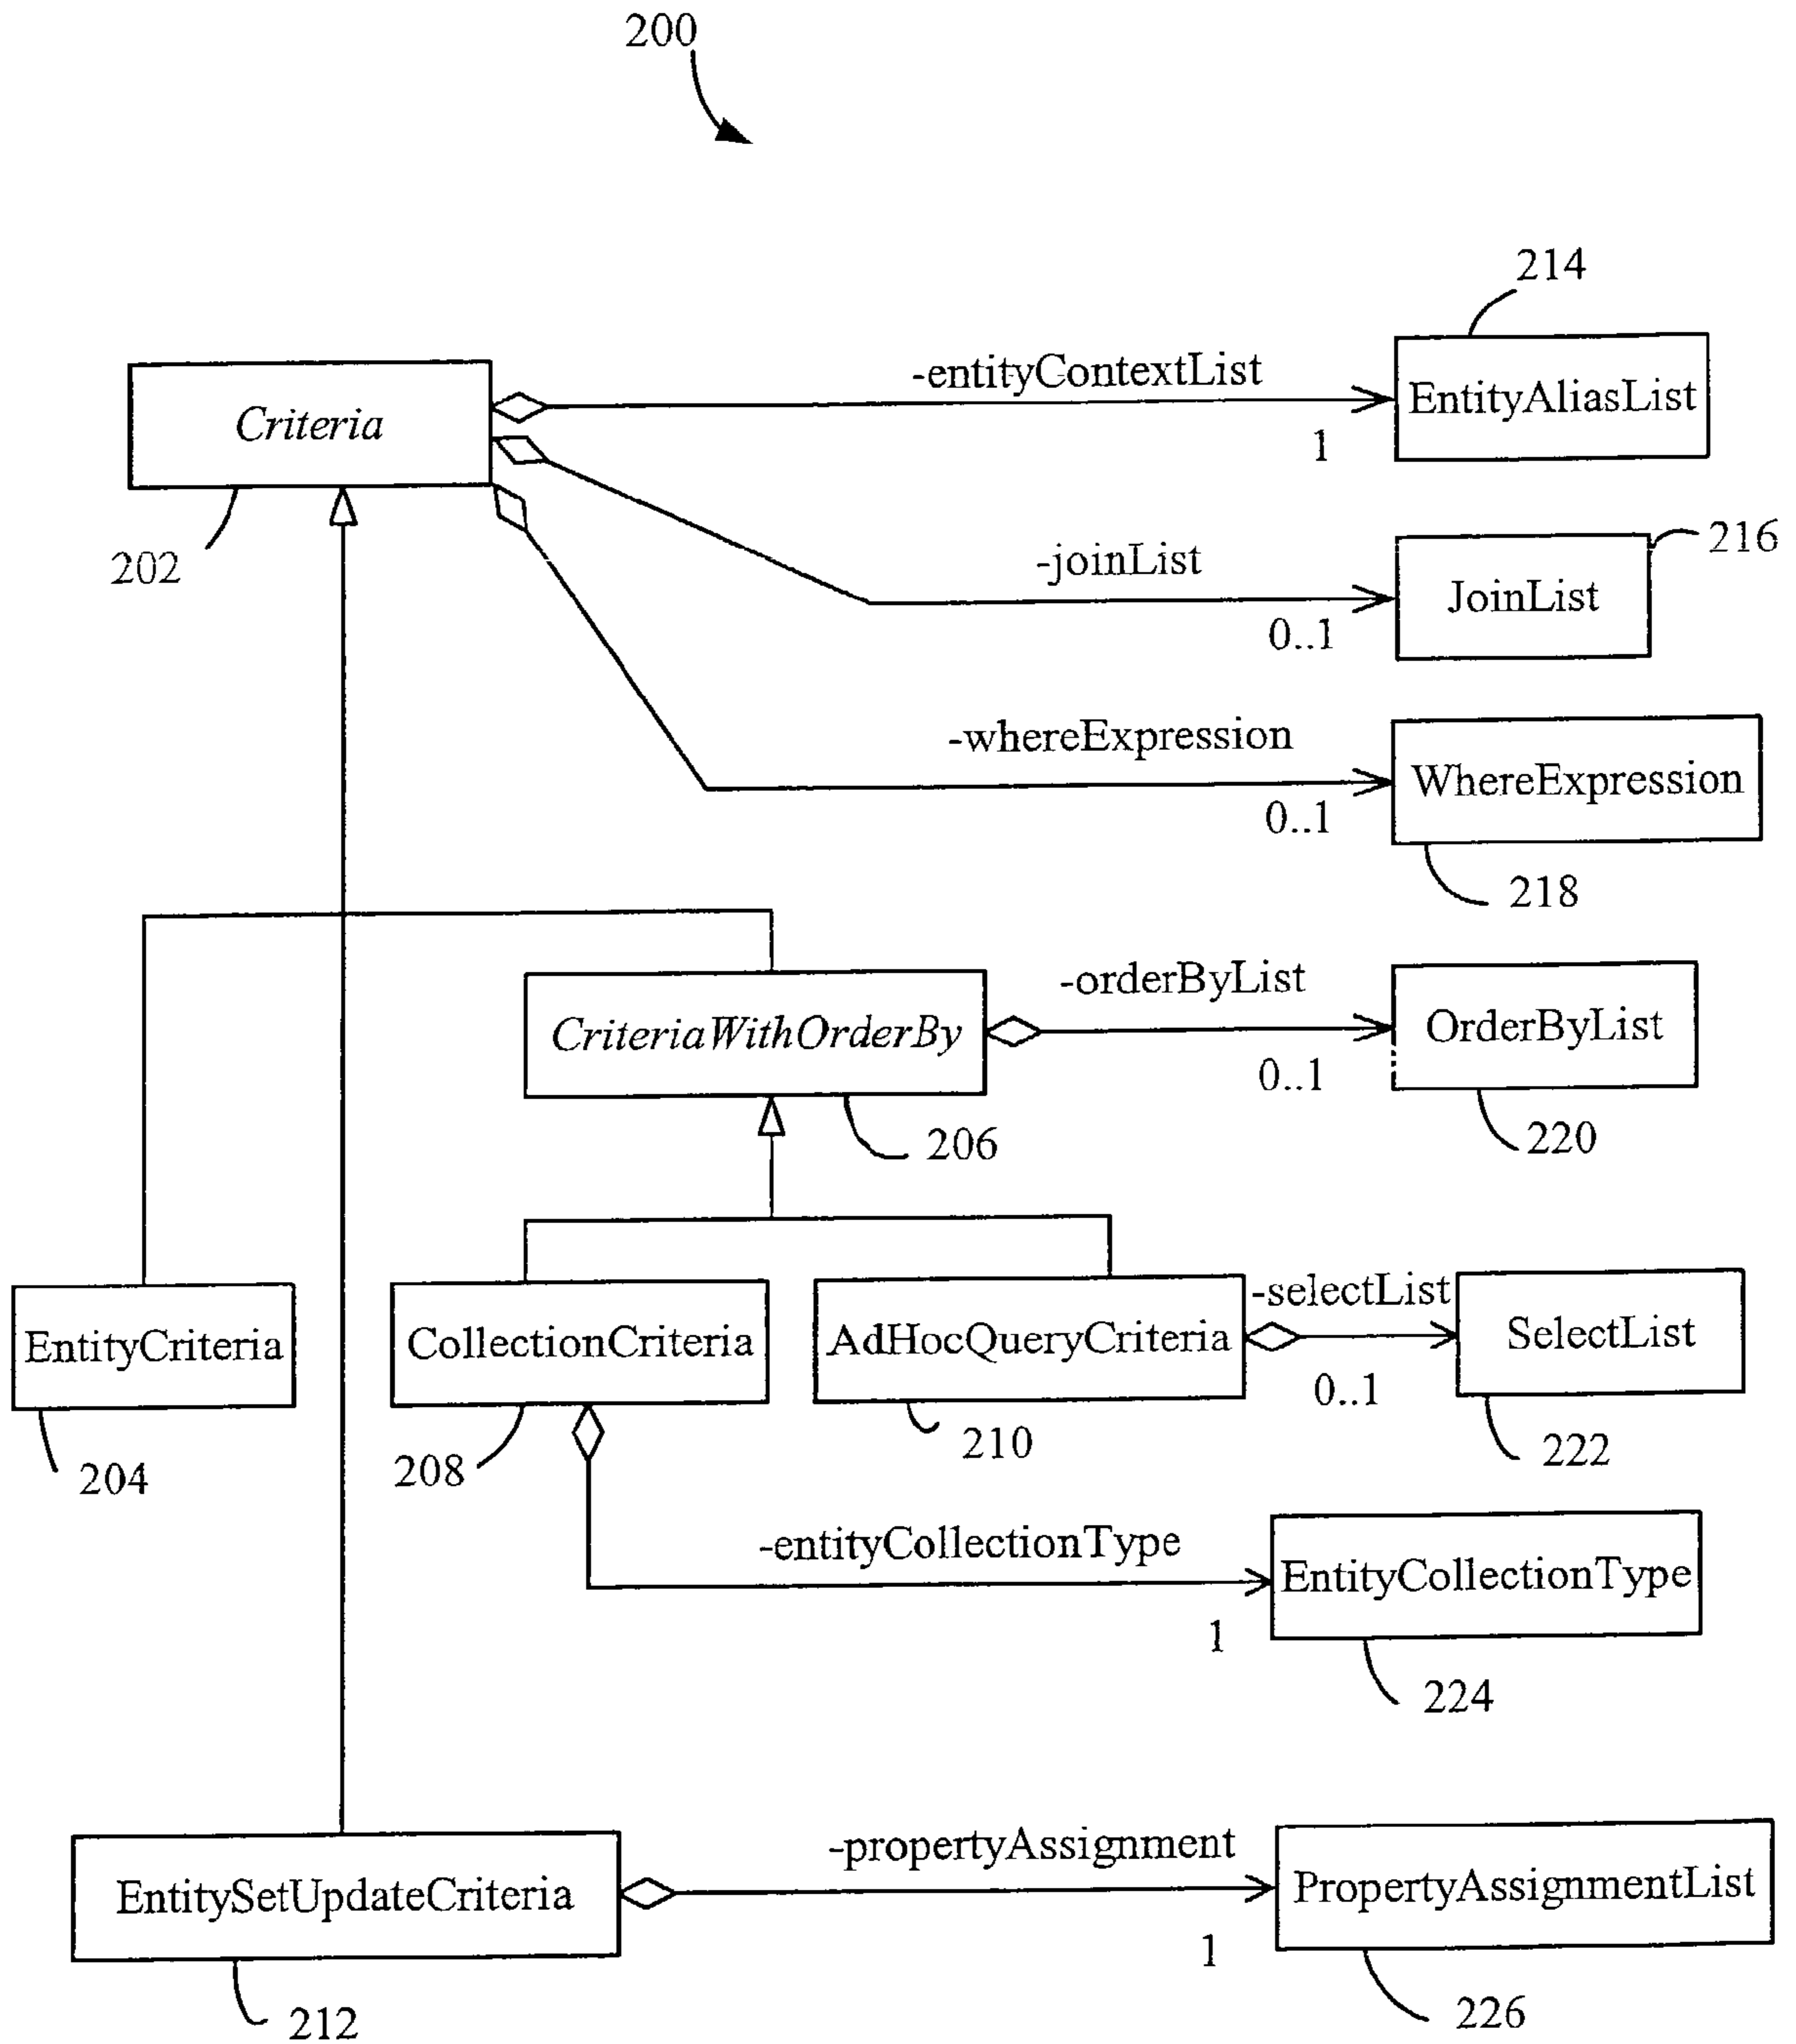 200
214
-entityContextList
EntityAliasList
Criteria
1
202
216
-joinList
JoinList
0..1
-whereExpression
WhereExpression
0..1
218
-orderByList
OrderByList
CriteriaWithOrderBy
0..1
206
220
-selectList
SelectList
EntityCriteria
CollectionCriteria
AdHocQueryCriteria
0..1
204
208
210
222
-entityCollectionType
EntityCollectionType
1
224
-propertyAssignment
PropertyAssignmentList
EntitySetUpdateCriteria
1
212
226